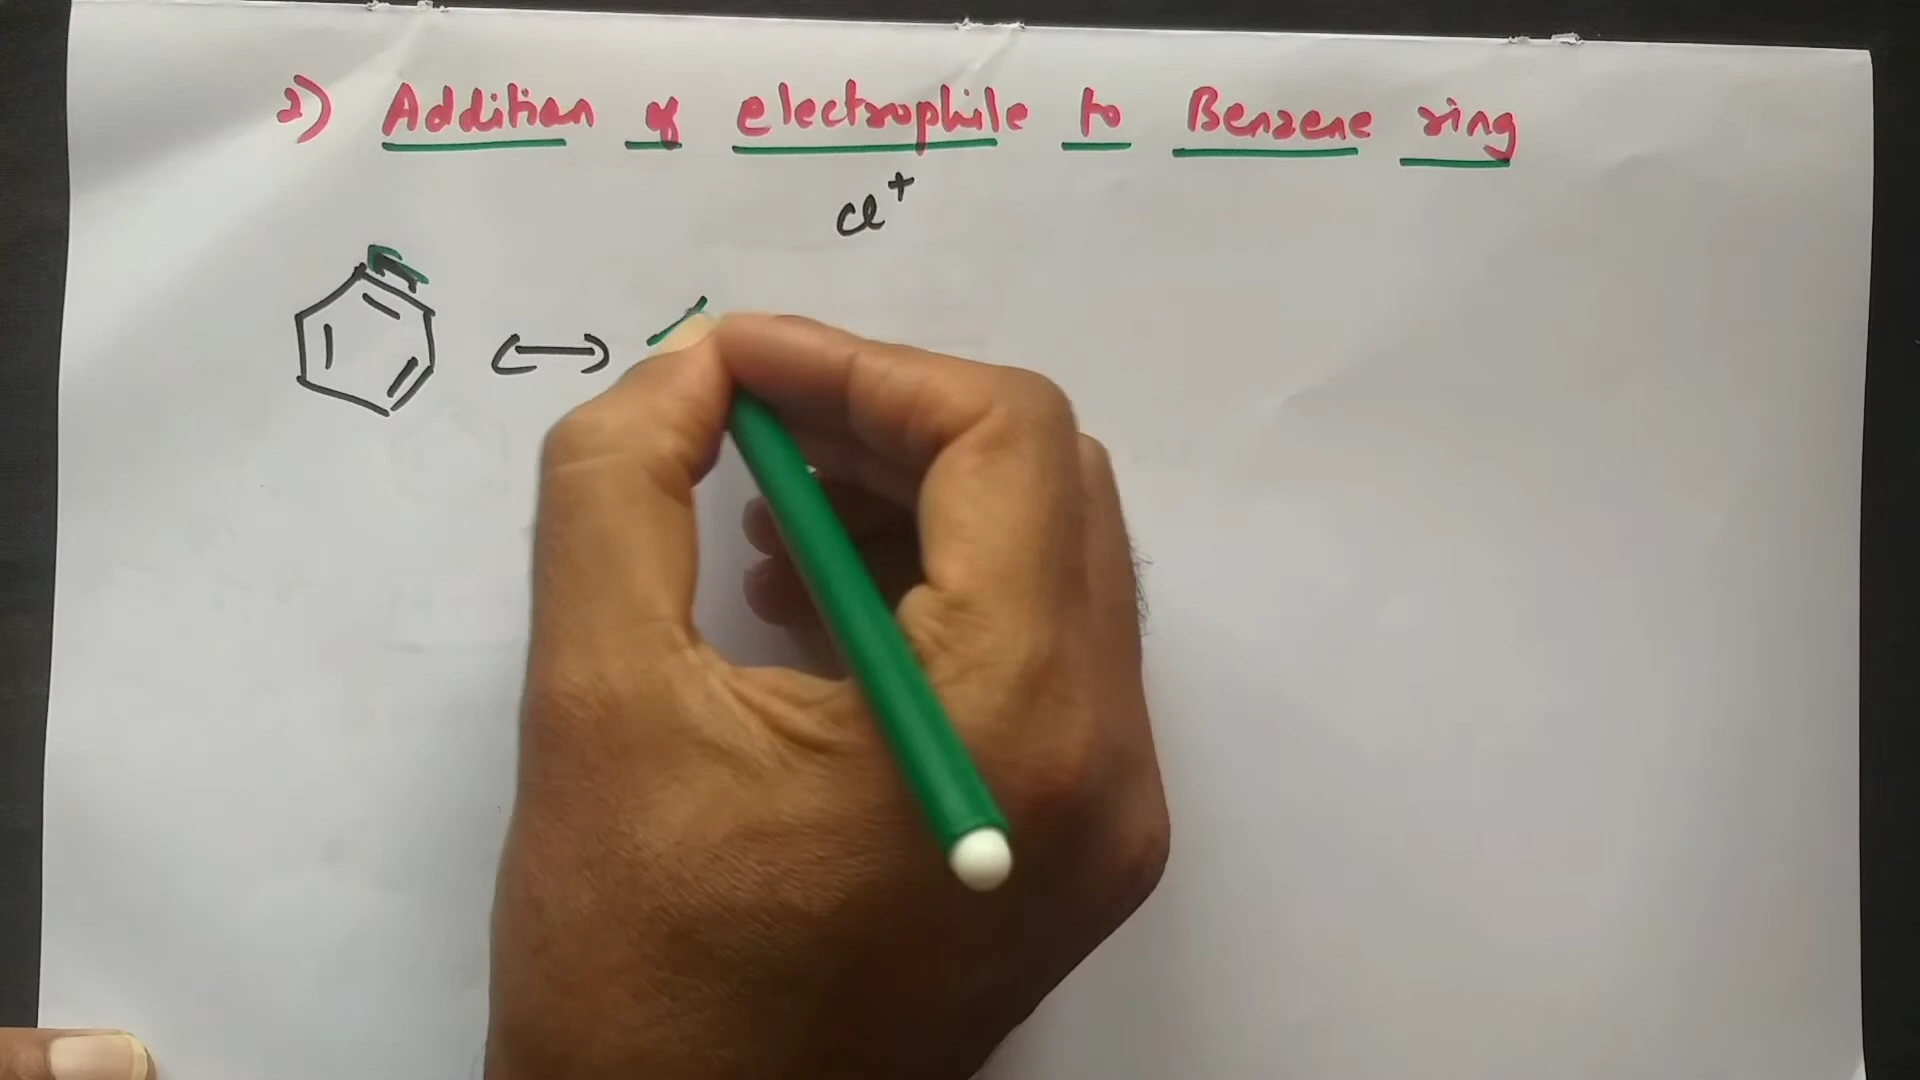 2) Addition of electrophile to Benzene ring
Cl⁺